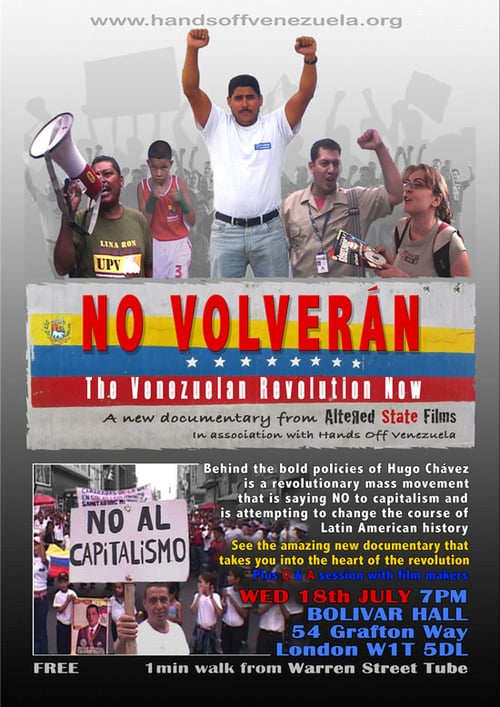 www.handsoffvenezuela.org
LINA RON
UPV
3
NO VOLVERÁN
The Venezuelan Revolution Now
A new documentary from Altered State Films
In association with Hands Off Venezuela
Behind the bold policies of Hugo Chávez
is a revolutionary mass movement
that is saying NO to capitalism and
is attempting to change the course of
Latin American history
See the amazing new documentary that
takes you into the heart of the revolution
Plus Q & A session with film makers
NO AL
CAPiTALiSMO
WED 18th JULY 7PM
BOLIVAR HALL
54 Grafton Way
London W1T 5DL
FREE
1min walk from Warren Street Tube